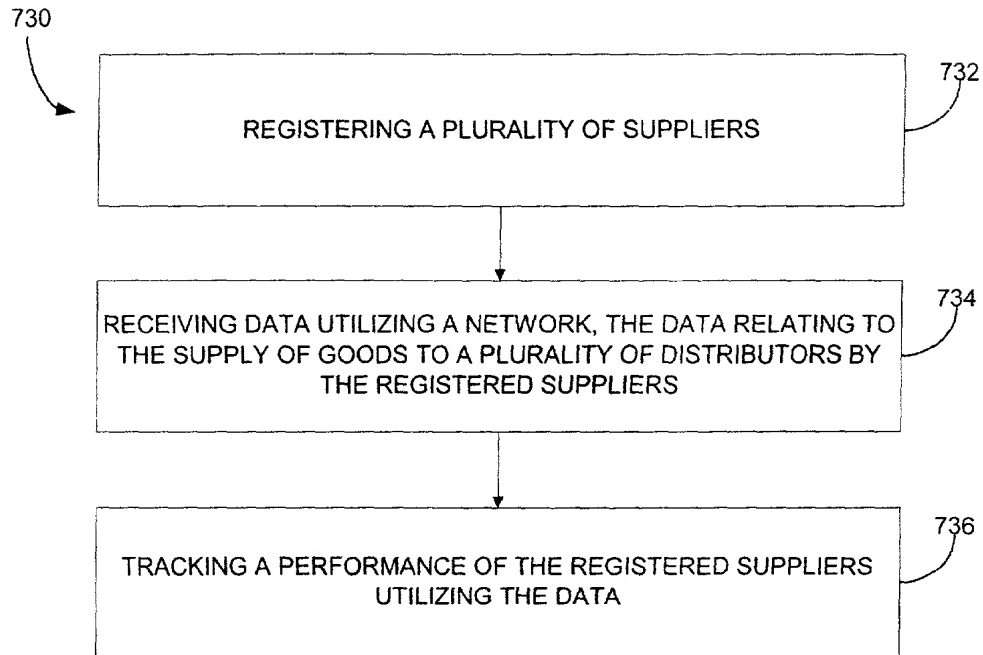 730
732
REGISTERING A PLURALITY OF SUPPLIERS
734
RECEIVING DATA UTILIZING A NETWORK, THE DATA RELATING TO
THE SUPPLY OF GOODS TO A PLURALITY OF DISTRIBUTORS BY
THE REGISTERED SUPPLIERS
736
TRACKING A PERFORMANCE OF THE REGISTERED SUPPLIERS
UTILIZING THE DATA